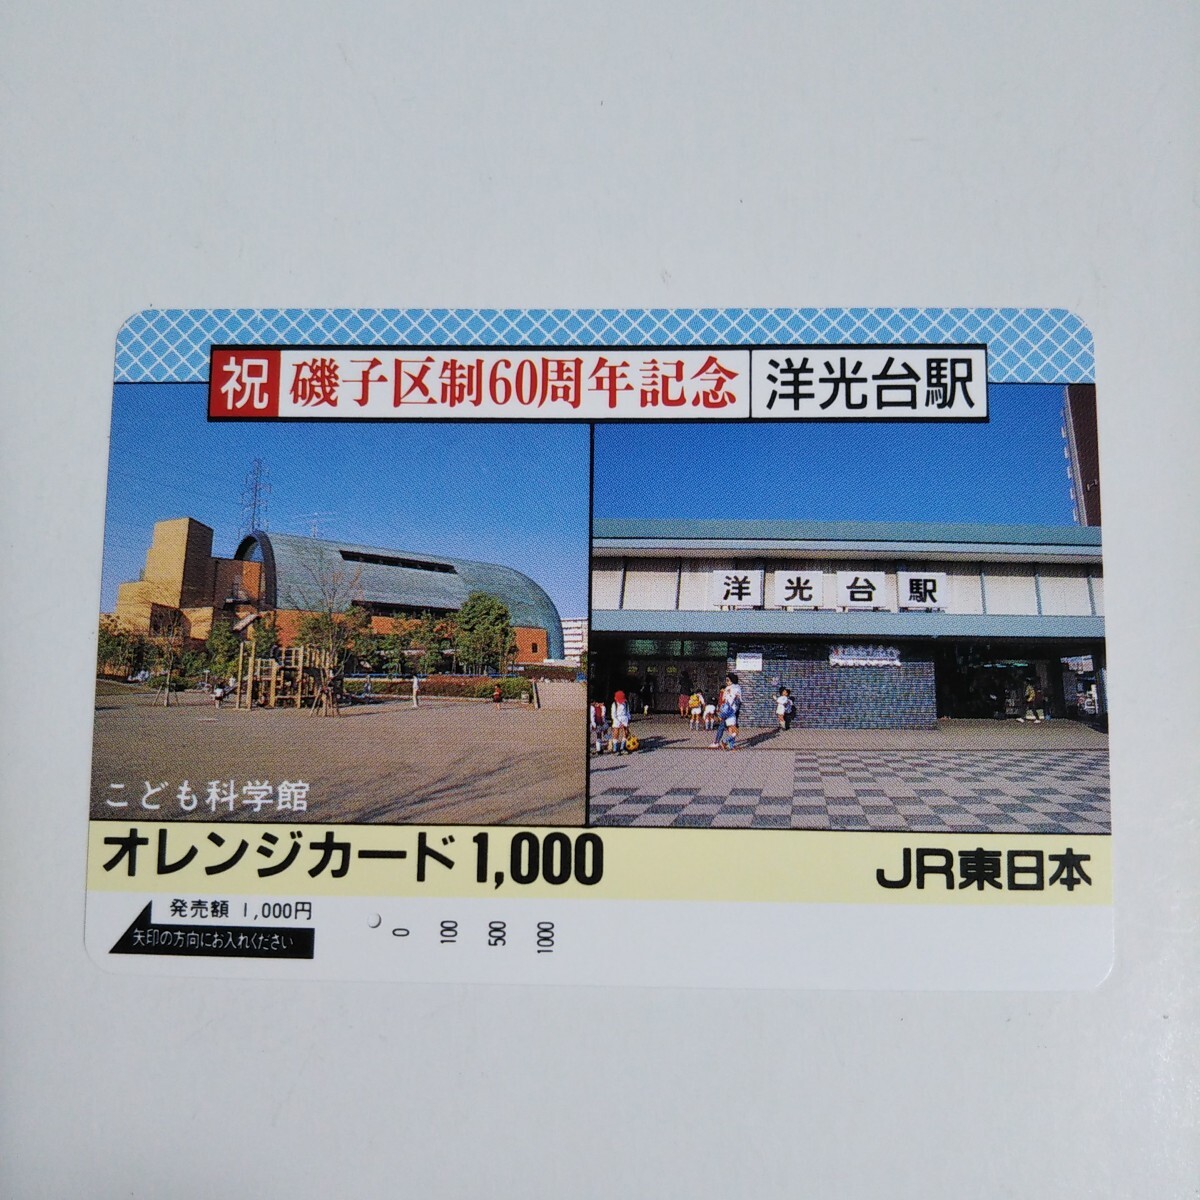 祝 磯子区制60周年記念 洋光台駅
洋光台駅
こども科学館
オレンジカード 1,000 JR東日本
発売額 1,000円
矢印の方向にお入れください
0 100 500 1000